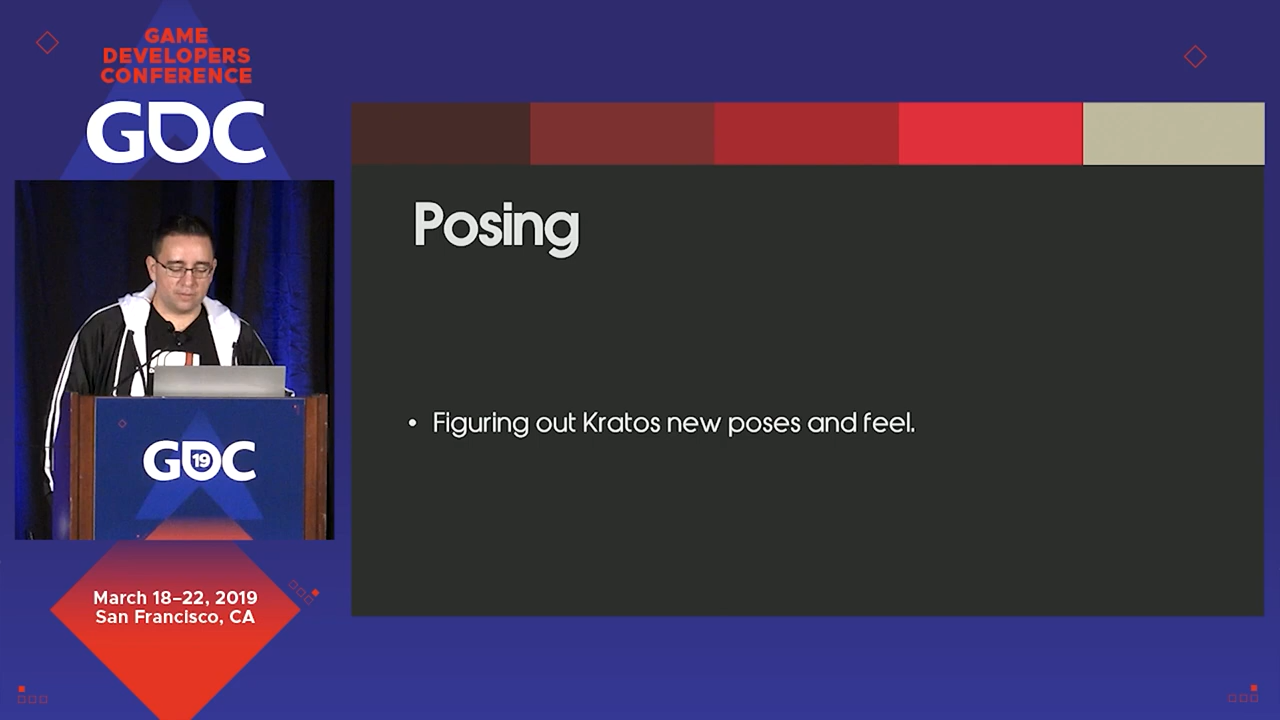 GAME
DEVELOPERS
CONFERENCE
GDC
Posing
• Figuring out Kratos new poses and feel.
GDC
19
March 18–22, 2019
San Francisco, CA